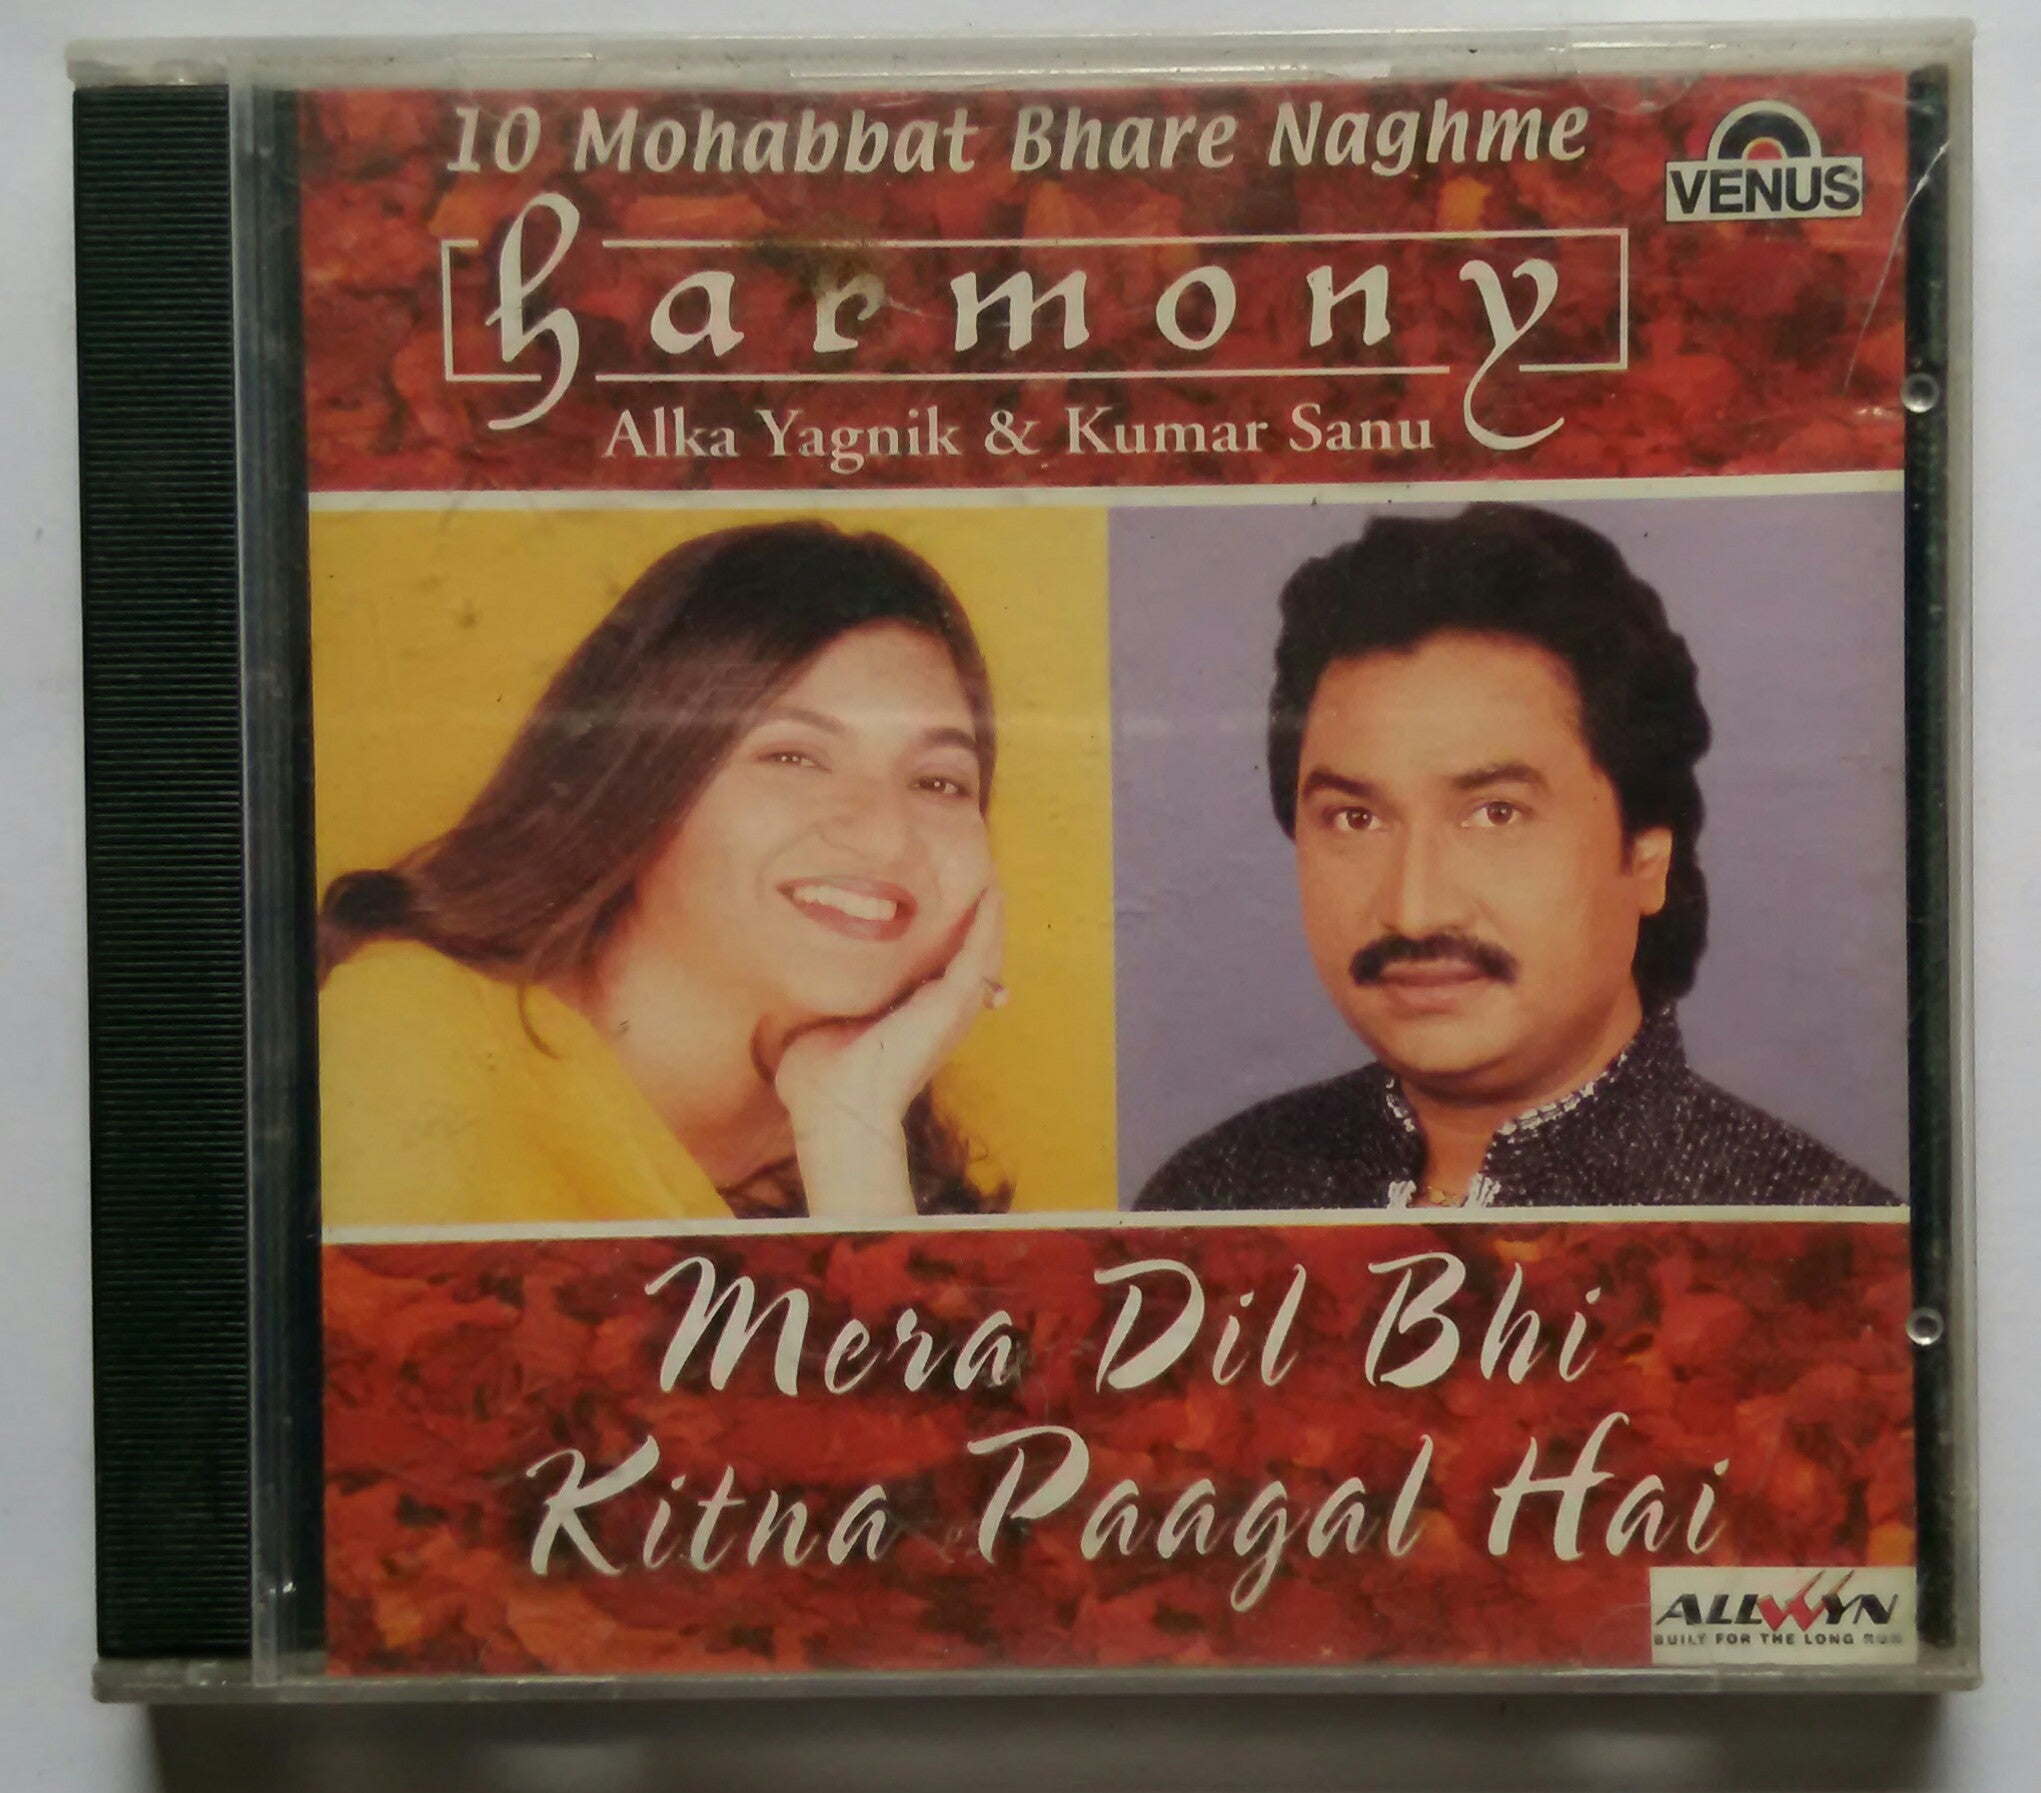 10 Mohabbat Bhare Naghme
VENUS
harmony
Alka Yagnik & Kumar Sanu
Mera Dil Bhi
Kitna Paagal Hai
ALLWYN
BUILT FOR THE LONG RUN